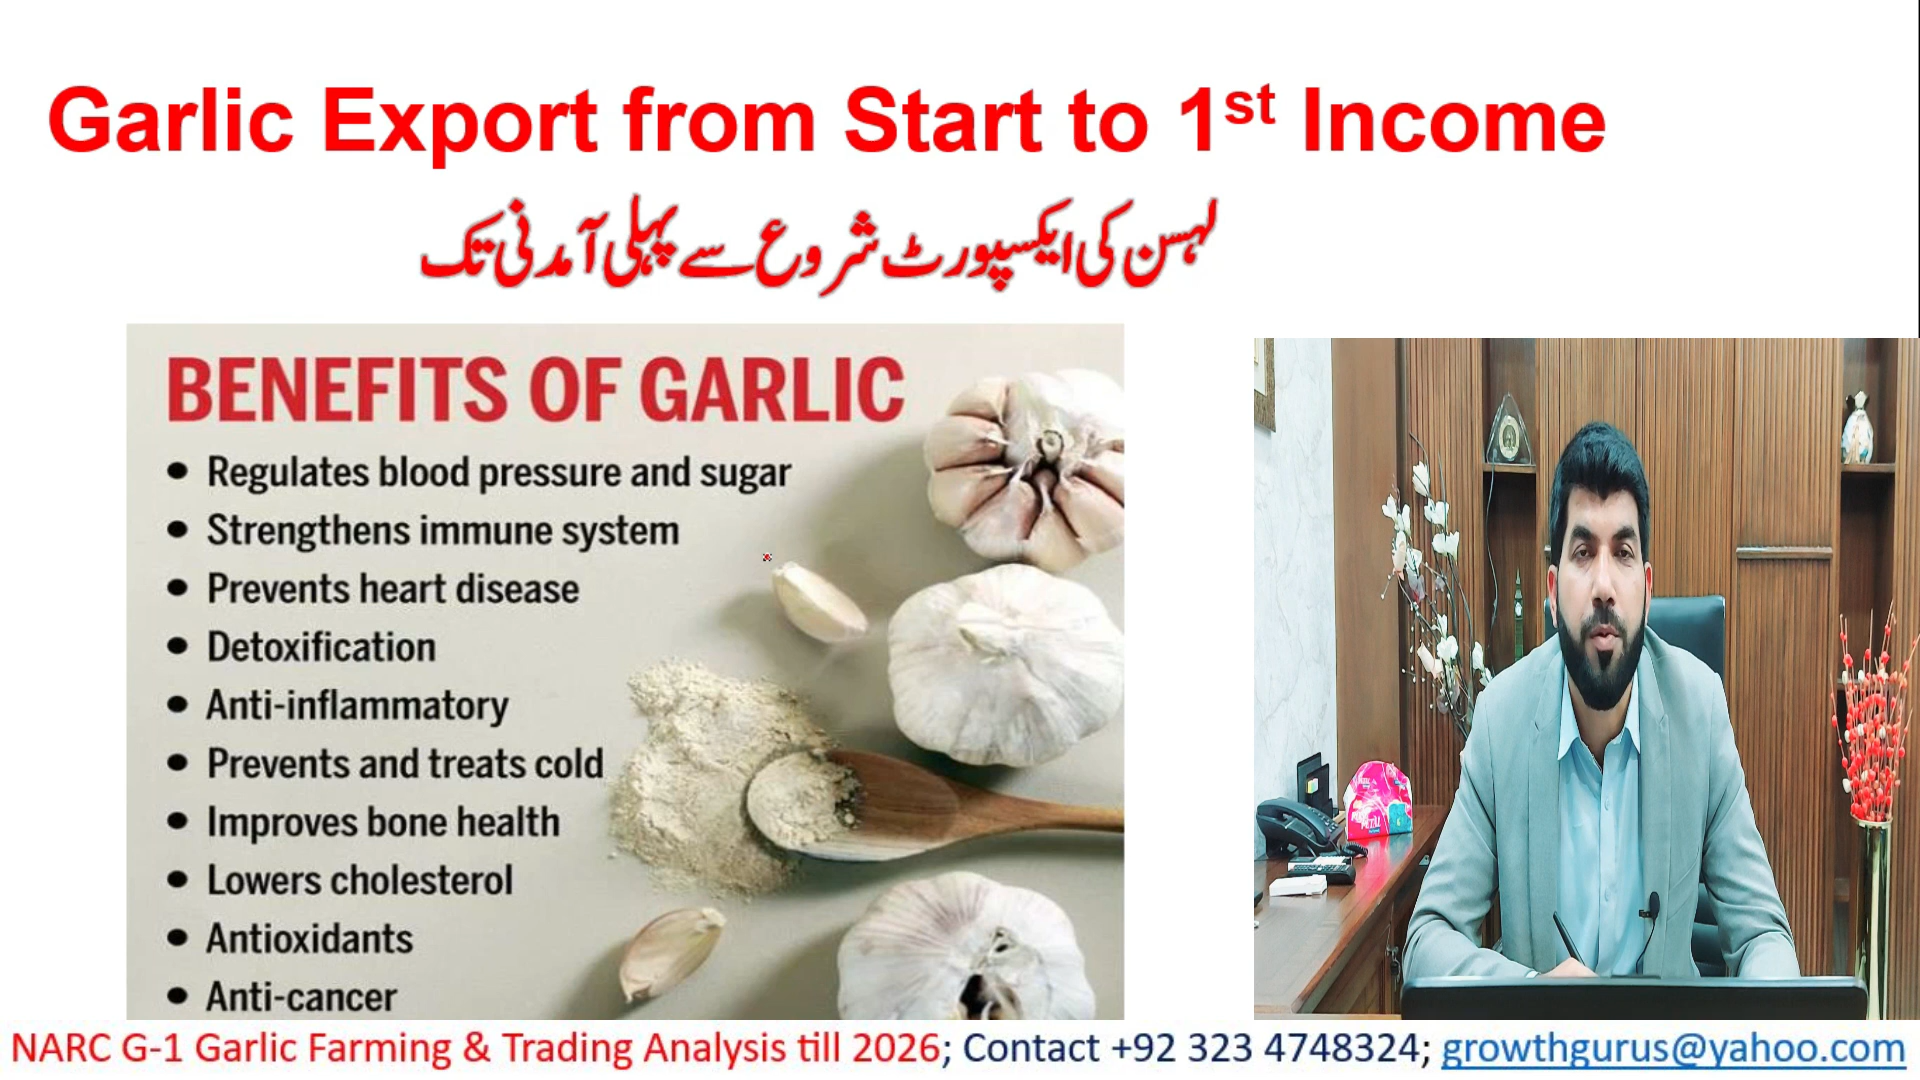 Garlic Export from Start to 1st Income
لہسن کی ایکسپورٹ شروع سے پہلی آمدنی تک
BENEFITS OF GARLIC
• Regulates blood pressure and sugar
• Strengthens immune system
• Prevents heart disease
• Detoxification
• Anti-inflammatory
• Prevents and treats cold
• Improves bone health
• Lowers cholesterol
• Antioxidants
• Anti-cancer
NARC G-1 Garlic Farming & Trading Analysis till 2026; Contact +92 323 4748324; growthgurus@yahoo.com